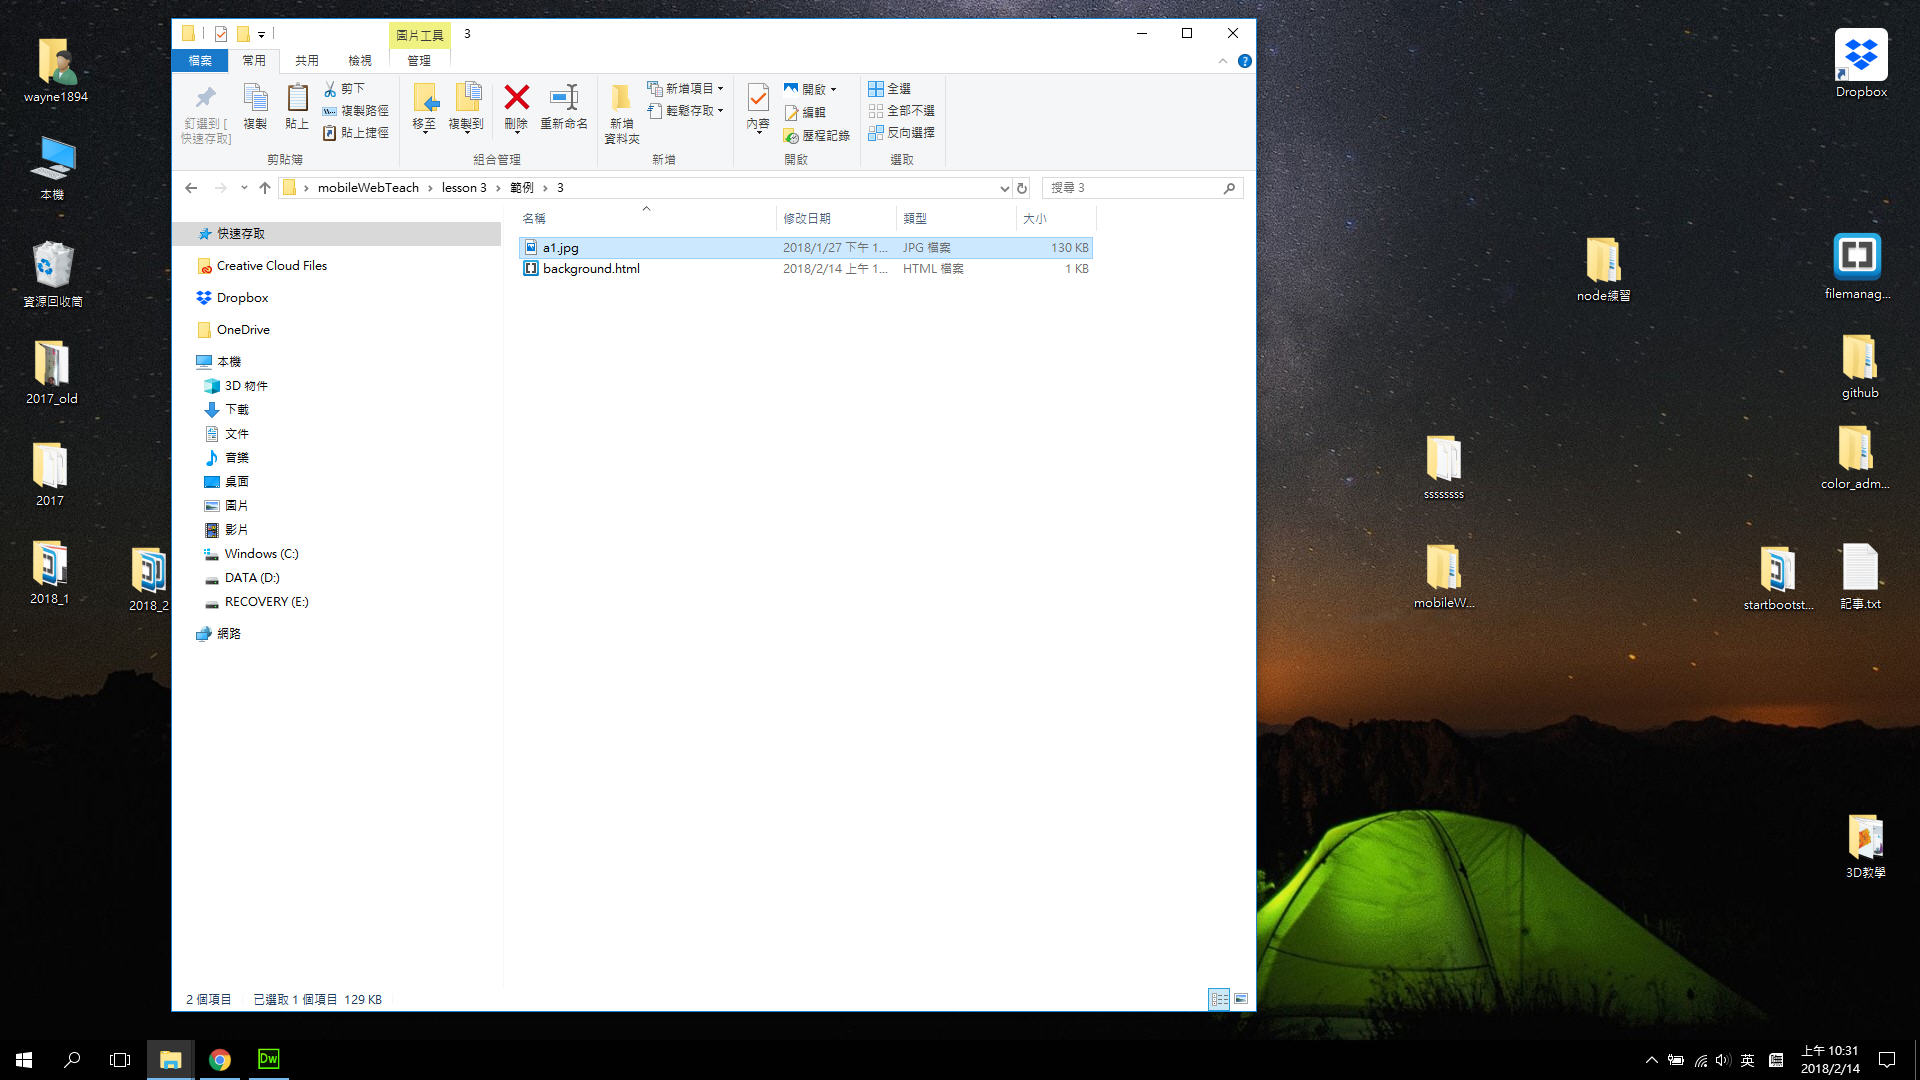 圖片工具
3
檔案
常用
共用
檢視
管理
釘選到 [
快速存取]
複製
貼上
剪下
複製路徑
貼上捷徑
剪貼簿
移至
複製到
刪除
重新命名
組合管理
新增
資料夾
新增項目
輕鬆存取
新增
內容
開啟
編輯
歷程記錄
開啟
全選
全部不選
反向選擇
選取
mobileWebTeach
lesson 3
範例
3
搜尋 3
名稱
修改日期
類型
大小
a1.jpg
2018/1/27 下午 1...
JPG 檔案
130 KB
background.html
2018/2/14 上午 1...
HTML 檔案
1 KB
快速存取
Creative Cloud Files
Dropbox
OneDrive
本機
3D 物件
下載
文件
音樂
桌面
圖片
影片
Windows (C:)
DATA (D:)
RECOVERY (E:)
網路
2 個項目
已選取 1 個項目 129 KB
wayne1894
本機
資源回收筒
2017_old
2017
2018_1
2018_2
Dropbox
node練習
filemanag...
github
color_adm...
ssssssss
mobileW...
startbootst...
記事.txt
3D教學
Dw
英
上午 10:31
2018/2/14